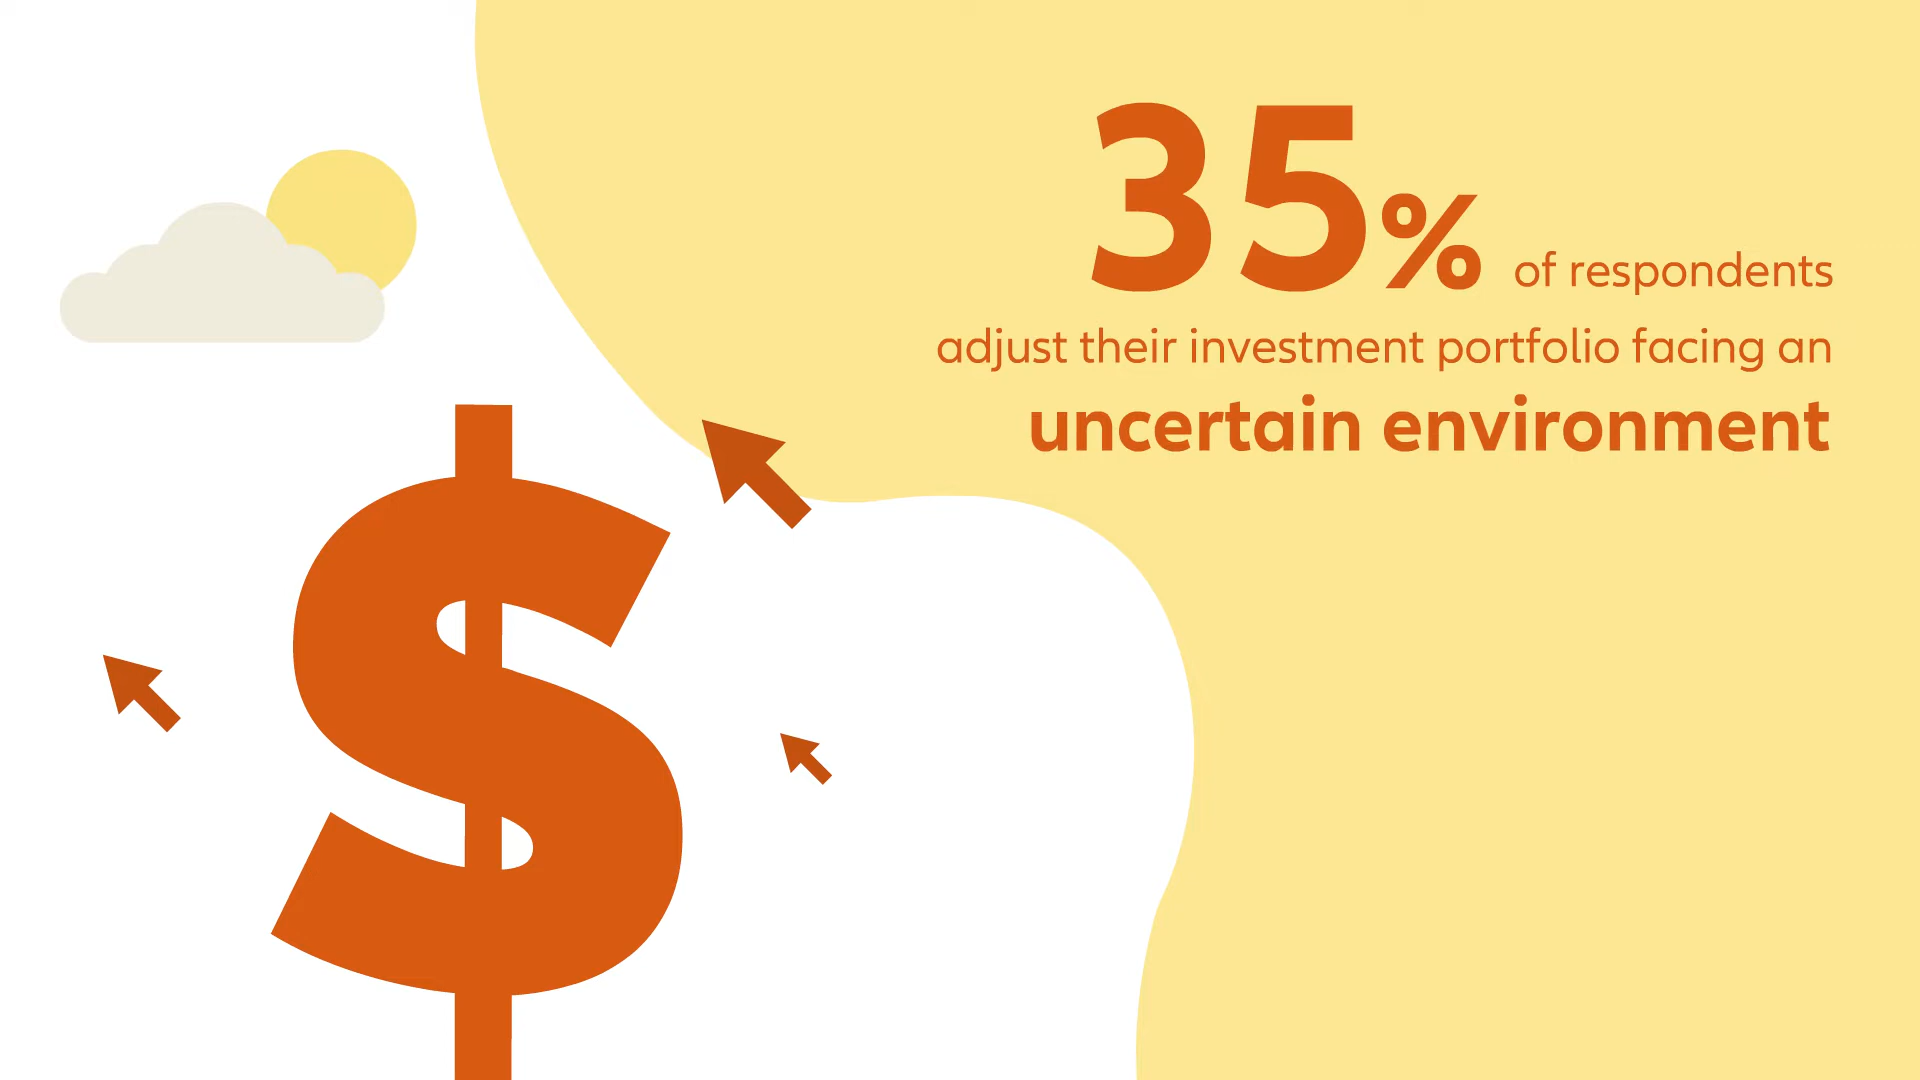 35% of respondents
adjust their investment portfolio facing an
uncertain environment
$